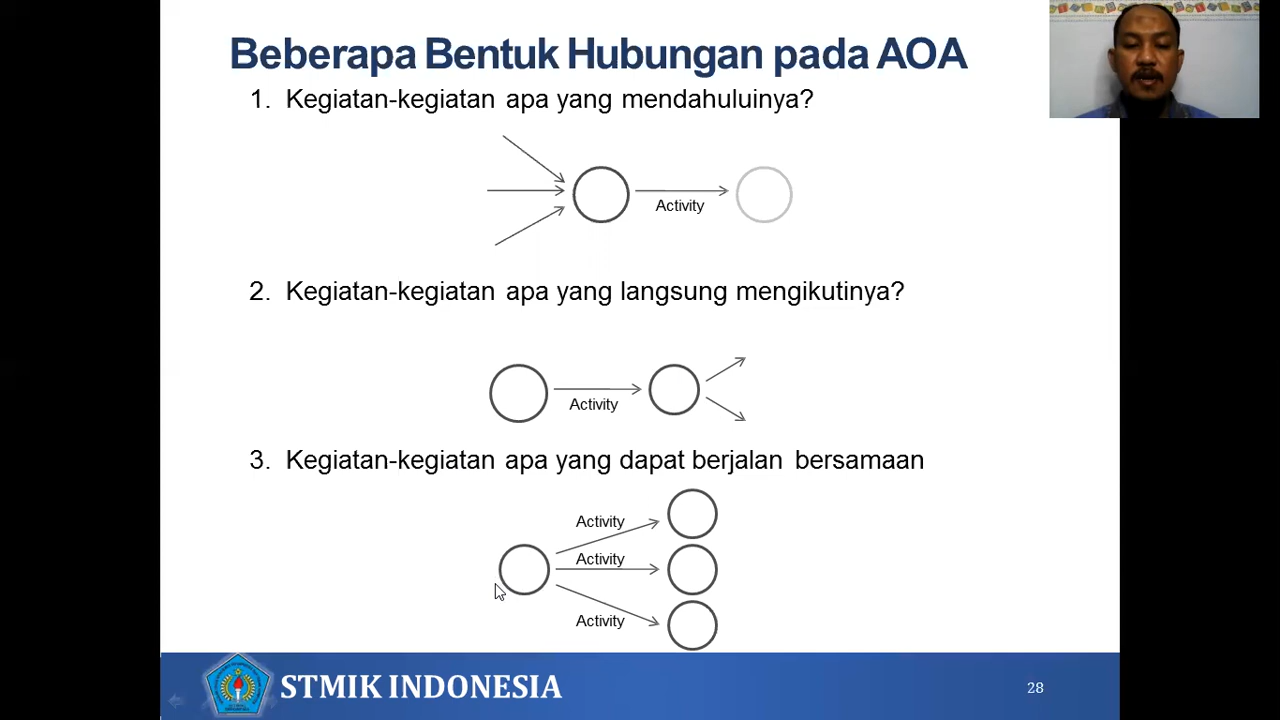 Beberapa Bentuk Hubungan pada AOA
1. Kegiatan-kegiatan apa yang mendahuluinya?
Activity
2. Kegiatan-kegiatan apa yang langsung mengikutinya?
Activity
3. Kegiatan-kegiatan apa yang dapat berjalan bersamaan
Activity
Activity
Activity
STMIK INDONESIA
28